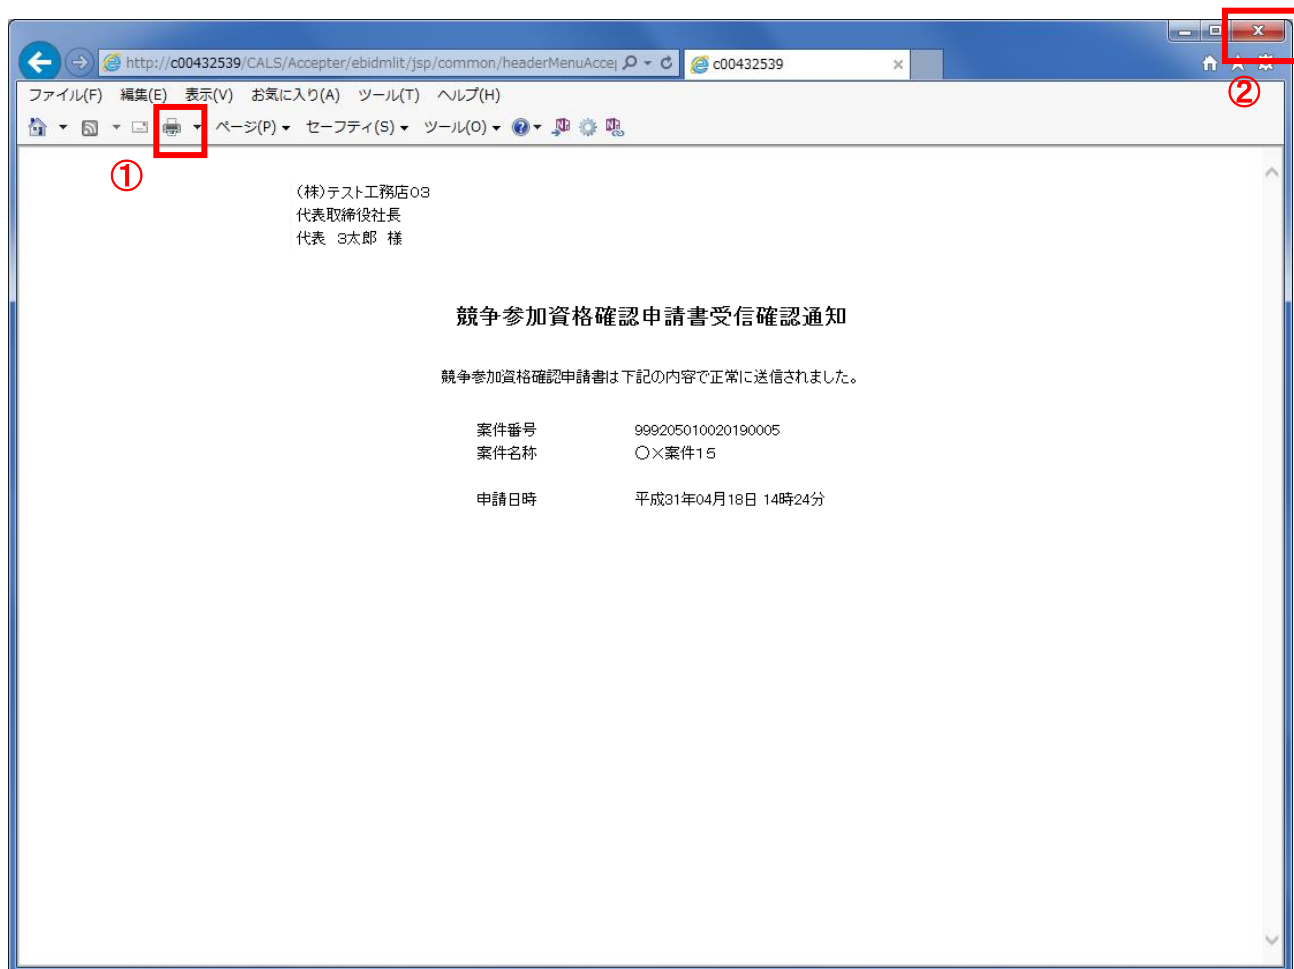 ②
http://c00432539/CALS/Accepter/ebidmlit/jsp/common/headerMenuAccep
c00432539
ファイル(F) 編集(E) 表示(V) お気に入り(A) ツール(T) ヘルプ(H)
ページ(P) セーフティ(S) ツール(O)
①
(株)テスト工務店03
代表取締役社長
代表 3太郎 様
競争参加資格確認申請書受信確認通知
競争参加資格確認申請書は下記の内容で正常に送信されました。
案件番号 999205010020190005
案件名称 ○×案件15
申請日時 平成31年04月18日 14時24分